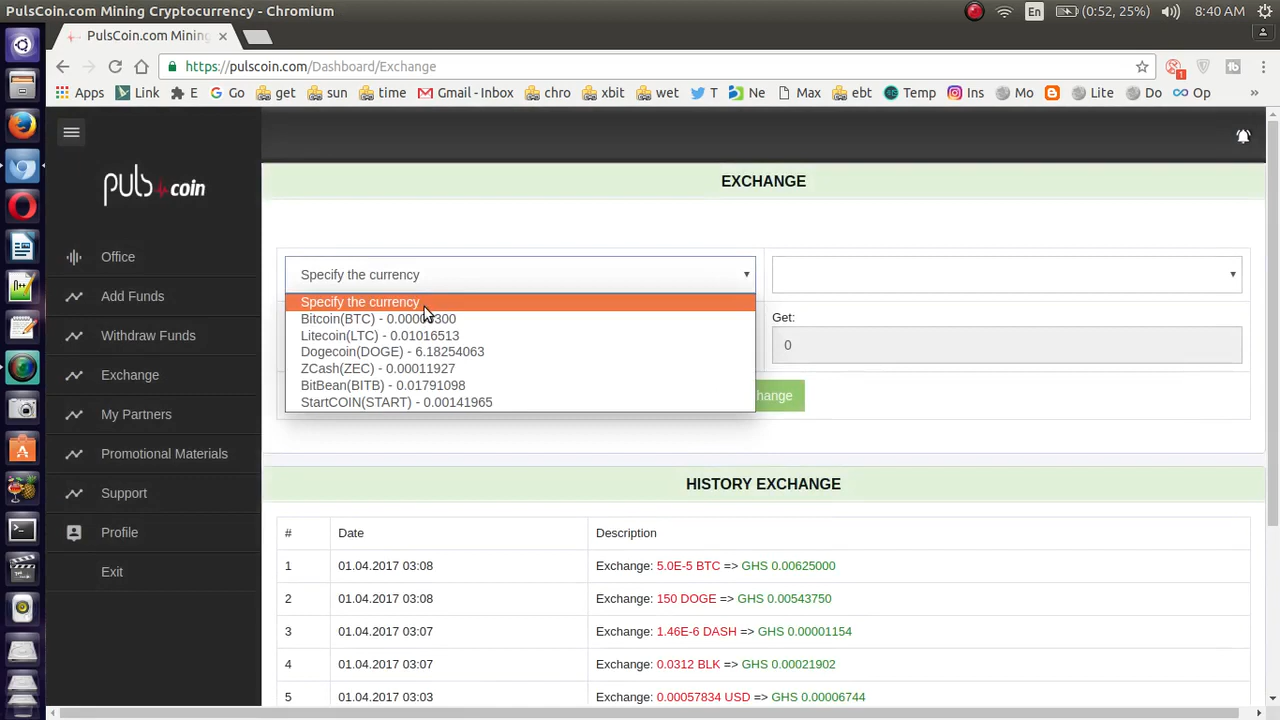 PulsCoin.com Mining Cryptocurrency - Chromium
En
(0:52, 25%)
8:40 AM
PulsCoin.com Mining
https://pulscoin.com/Dashboard/Exchange
Apps
Link
E
Go
get
sun
time
Gmail - Inbox
chro
xbit
wet
T
Max
ebt
Temp
Ins
Mo
Lite
Do
Op
»
puls coin
EXCHANGE
Office
Add Funds
Withdraw Funds
Exchange
My Partners
Promotional Materials
Support
Profile
Exit
Specify the currency
Specify the currency
Bitcoin(BTC) -
Litecoin(LTC) - 0.01016513
Dogecoin(DOGE) - 6.18254063
ZCash(ZEC) - 0.00011927
BitBean(BITB) - 0.01791098
StartCOIN(START) - 0.00141965
Get:
0
HISTORY EXCHANGE
# Date Description
1 01.04.2017 03:08 Exchange: 5.0E-5 BTC => GHS 0.00625000
2 01.04.2017 03:08 Exchange: 150 DOGE => GHS 0.00543750
3 01.04.2017 03:07 Exchange: 1.46E-6 DASH => GHS 0.00001154
4 01.04.2017 03:07 Exchange: 0.0312 BLK => GHS 0.00021902
5 01.04.2017 03:03 Exchange: 0.00057834 USD => GHS 0.00006744